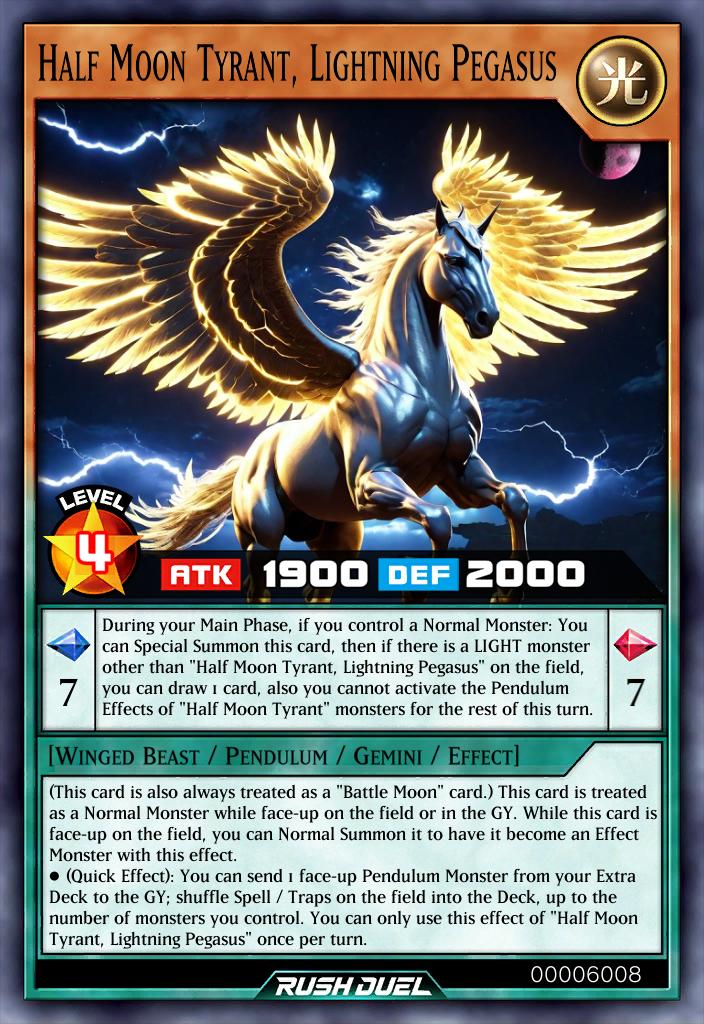 Half Moon Tyrant, Lightning Pegasus
光
LEVEL
4
ATK 1900 DEF 2000
During your Main Phase, if you control a Normal Monster: You
can Special Summon this card, then if there is a LIGHT monster
other than "Half Moon Tyrant, Lightning Pegasus" on the field,
you can draw 1 card, also you cannot activate the Pendulum
Effects of "Half Moon Tyrant" monsters for the rest of this turn.
7
7
[Winged Beast / Pendulum / Gemini / Effect]
(This card is also always treated as a "Battle Moon" card.) This card is treated
as a Normal Monster while face-up on the field or in the GY. While this card is
face-up on the field, you can Normal Summon it to have it become an Effect
Monster with this effect.
● (Quick Effect): You can send 1 face-up Pendulum Monster from your Extra
Deck to the GY; shuffle Spell / Traps on the field into the Deck, up to the
number of monsters you control. You can only use this effect of "Half Moon
Tyrant, Lightning Pegasus" once per turn.
00006008
RUSH DUEL